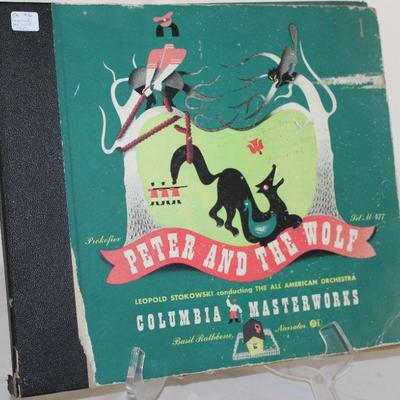 Prokofiev
Set M-477
PETER AND THE WOLF
LEOPOLD STOKOWSKI conducting THE ALL AMERICAN ORCHESTRA
COLUMBIA MASTERWORKS
Basil Rathbone, Narrator